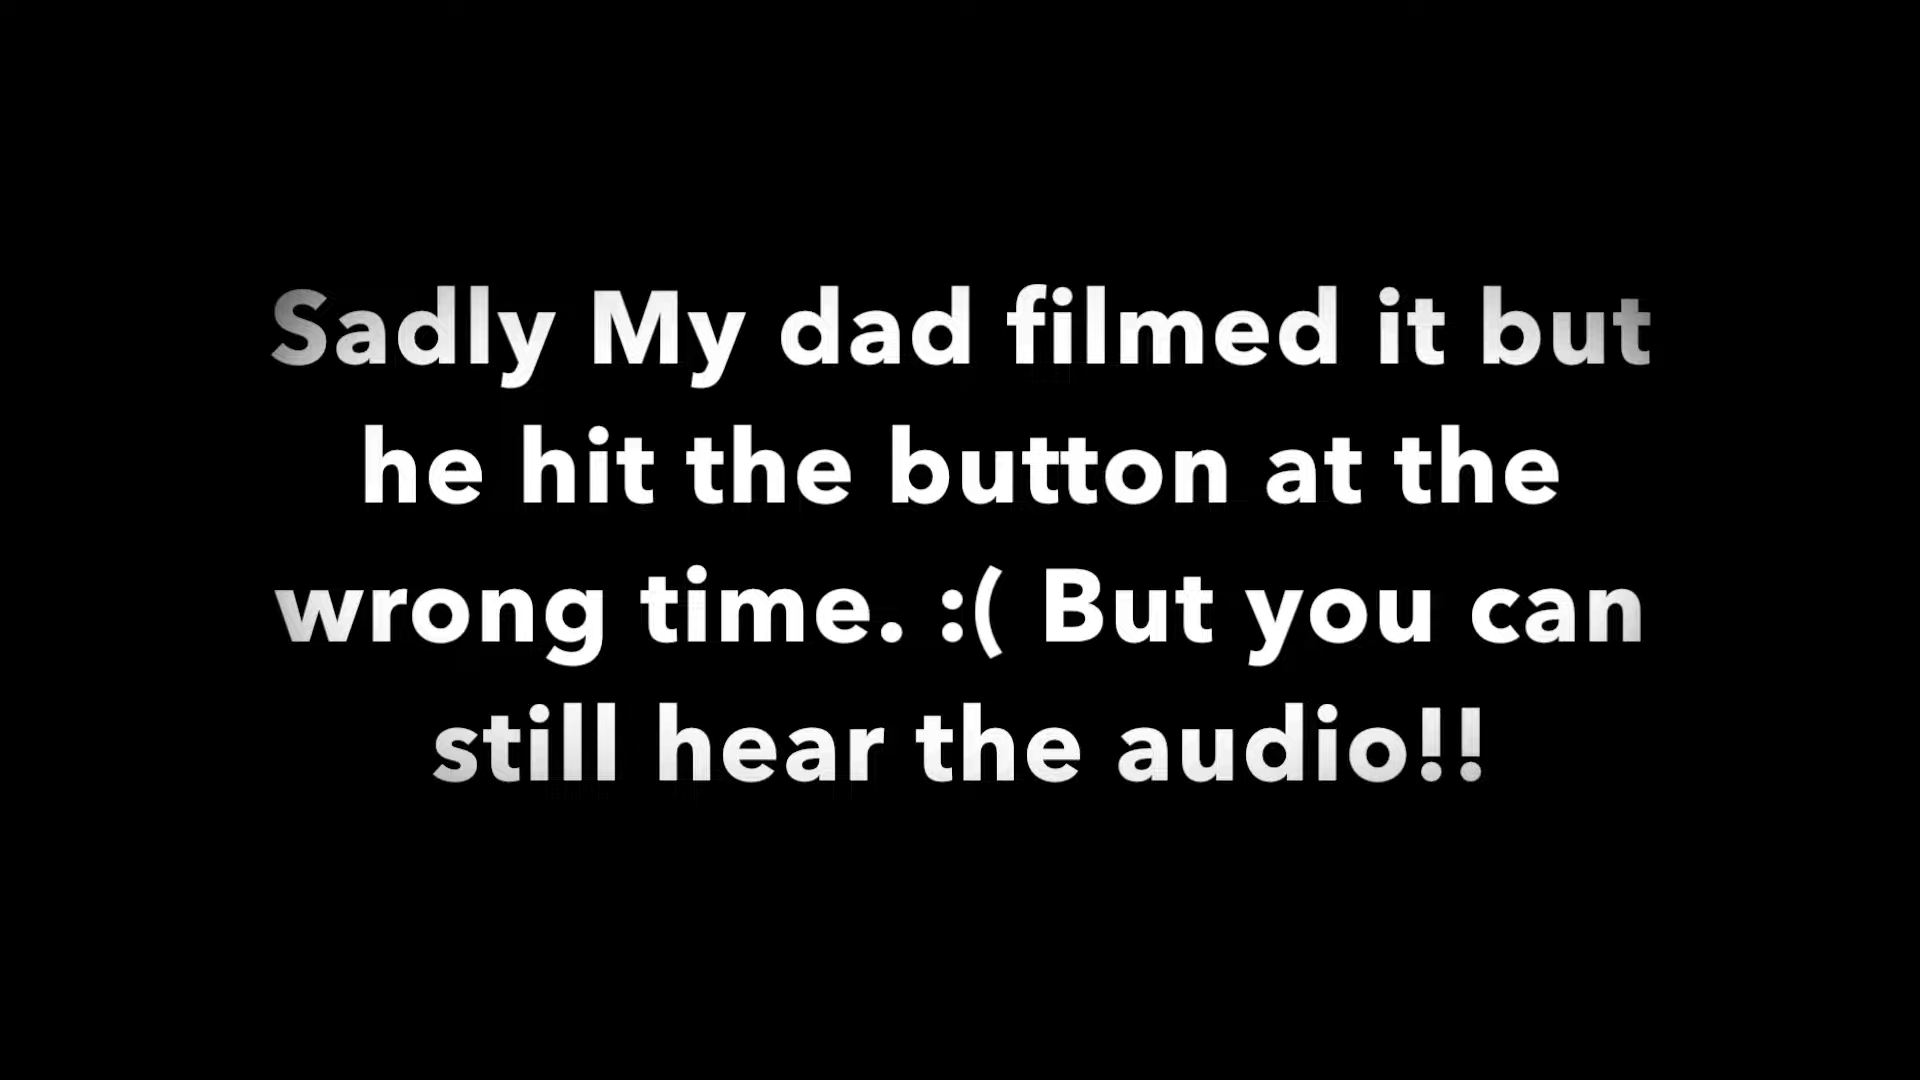 Sadly My dad filmed it but
he hit the button at the
wrong time. :( But you can
still hear the audio!!